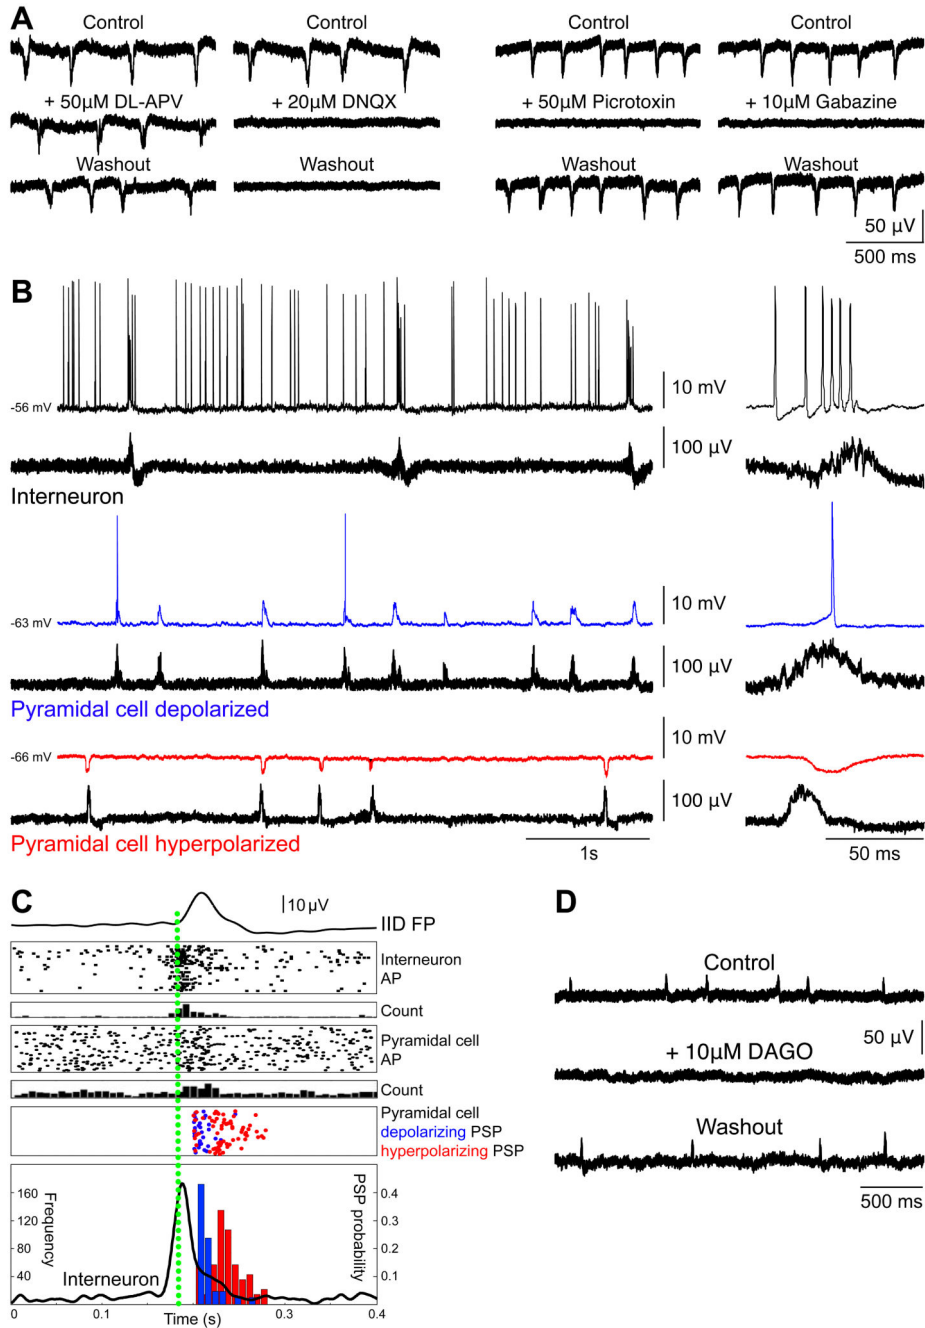 A
Control
Control
Control
Control
+ 50µM DL-APV
+ 20µM DNQX
+ 50µM Picrotoxin
+ 10µM Gabazine
Washout
Washout
Washout
Washout
50 µV
500 ms
B
-56 mV
10 mV
100 µV
Interneuron
-63 mV
10 mV
100 µV
Pyramidal cell depolarized
-66 mV
10 mV
100 µV
Pyramidal cell hyperpolarized
1s
50 ms
C
10 µV
IID FP
Interneuron
AP
Count
Pyramidal cell
AP
Count
Pyramidal cell
depolarizing PSP
hyperpolarizing PSP
160
120
80
40
Frequency
Interneuron
PSP probability
0.4
0.3
0.2
0.1
0
0.1
Time (s)
0.3
0.4
D
Control
50 µV
+ 10µM DAGO
Washout
500 ms